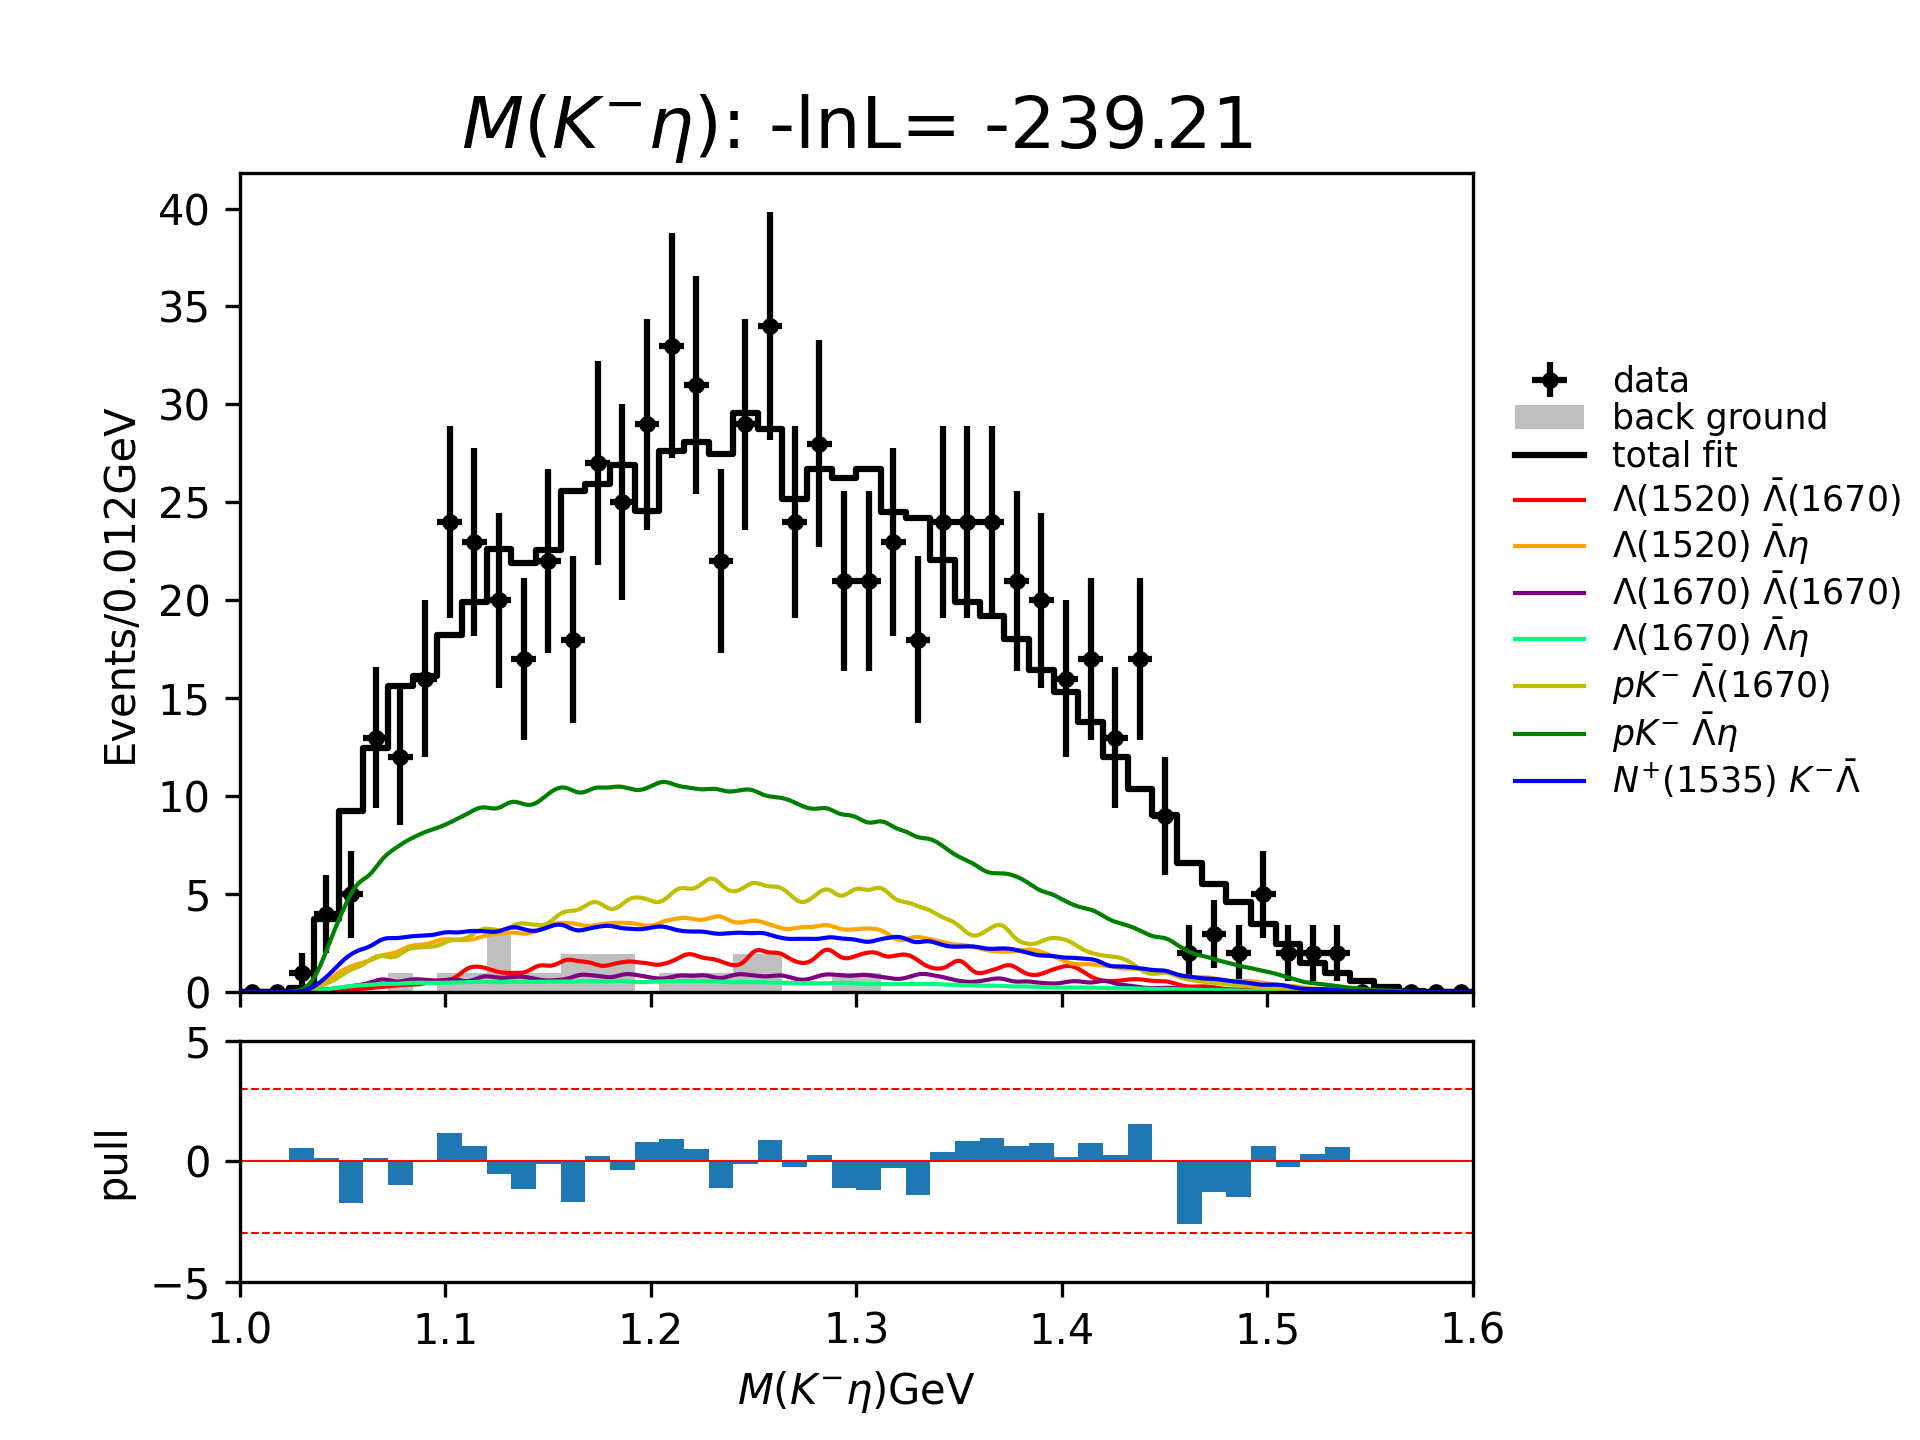 M(K⁻η): -lnL= -239.21
40
35
30
25
20
15
10
5
0
Events/0.012GeV
data
back ground
total fit
Λ(1520) Λ̄(1670)
Λ(1520) Λ̄η
Λ(1670) Λ̄(1670)
Λ(1670) Λ̄η
pK⁻ Λ̄(1670)
pK⁻ Λ̄η
N⁺(1535) K⁻Λ̄
5
0
−5
pull
1.0 1.1 1.2 1.3 1.4 1.5 1.6
M(K⁻η)GeV